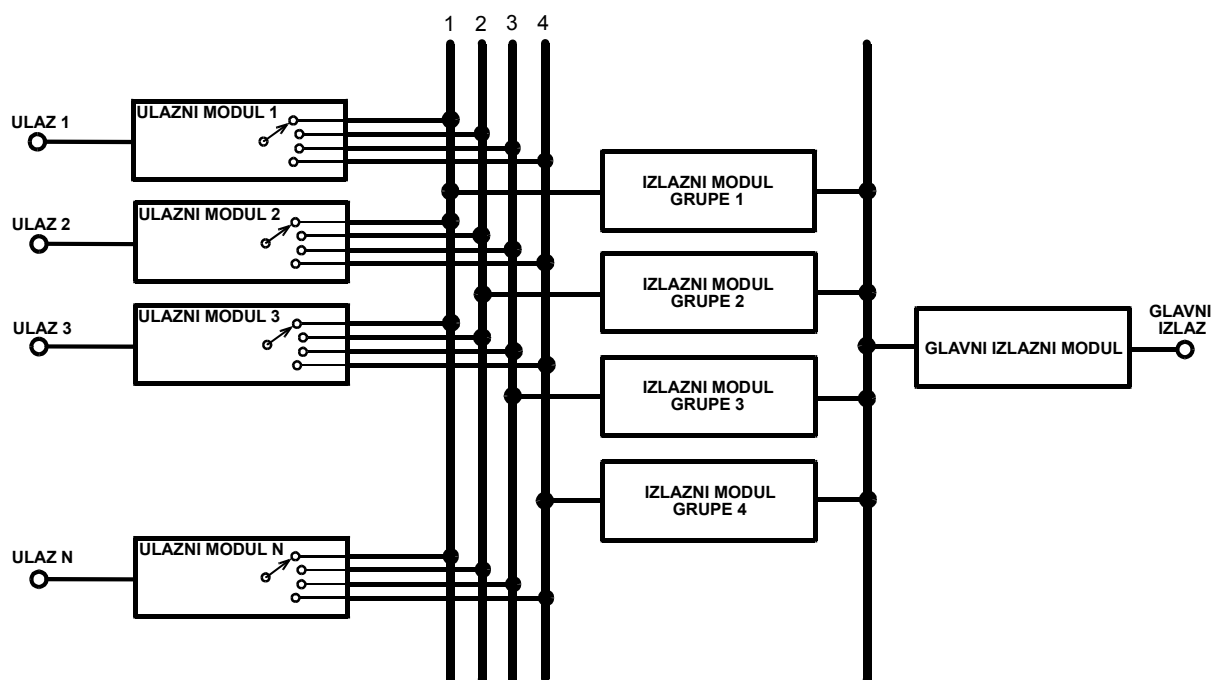 1 2 3 4
ULAZ 1
ULAZNI MODUL 1
ULAZ 2
ULAZNI MODUL 2
ULAZ 3
ULAZNI MODUL 3
ULAZ N
ULAZNI MODUL N
IZLAZNI MODUL
GRUPE 1
IZLAZNI MODUL
GRUPE 2
IZLAZNI MODUL
GRUPE 3
IZLAZNI MODUL
GRUPE 4
GLAVNI IZLAZNI MODUL
GLAVNI
IZLAZ